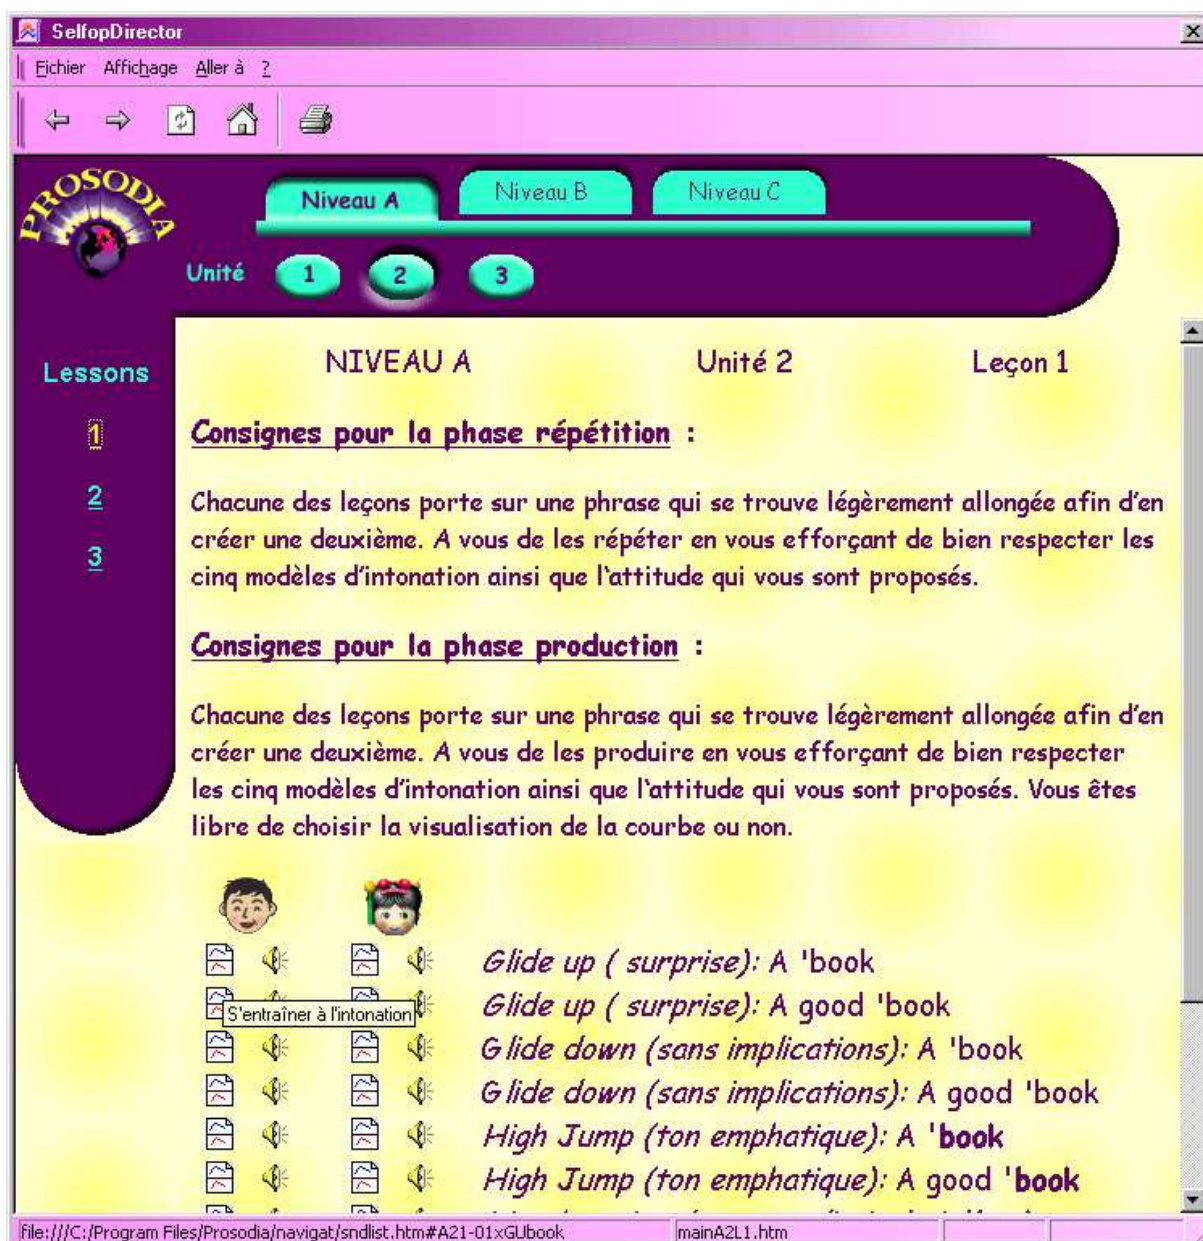 SelfopDirector
Fichier Affichage Aller à ?
PROSODIA
Niveau A Niveau B Niveau C
Unité 1 2 3
Lessons
1
2
3
NIVEAU A Unité 2 Leçon 1
Consignes pour la phase répétition :
Chacune des leçons porte sur une phrase qui se trouve légèrement allongée afin d'en
créer une deuxième. A vous de les répéter en vous efforçant de bien respecter les
cinq modèles d'intonation ainsi que l'attitude qui vous sont proposés.
Consignes pour la phase production :
Chacune des leçons porte sur une phrase qui se trouve légèrement allongée afin d'en
créer une deuxième. A vous de les produire en vous efforçant de bien respecter
les cinq modèles d'intonation ainsi que l'attitude qui vous sont proposés. Vous êtes
libre de choisir la visualisation de la courbe ou non.
Glide up ( surprise): A 'book
Glide up ( surprise): A good 'book
S'entraîner à l'intonation
Glide down (sans implications): A 'book
Glide down (sans implications): A good 'book
High Jump (ton emphatique): A 'book
High Jump (ton emphatique): A good 'book
file:///C:/Program Files/Prosodia/navigat/sndlist.htm#A21-01xGUbook mainA2L1.htm